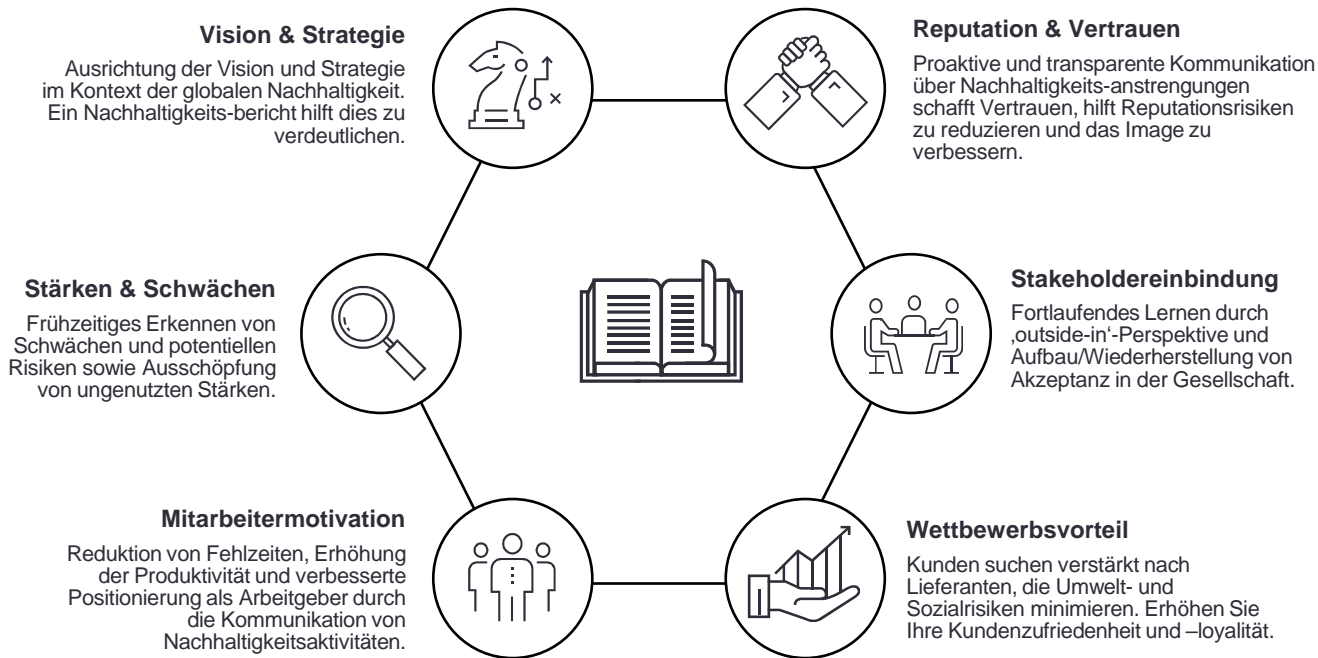 Vision & Strategie
Ausrichtung der Vision und Strategie
im Kontext der globalen Nachhaltigkeit.
Ein Nachhaltigkeits-bericht hilft dies zu
verdeutlichen.
Reputation & Vertrauen
Proaktive und transparente Kommunikation
über Nachhaltigkeits-anstrengungen
schafft Vertrauen, hilft Reputationsrisiken
zu reduzieren und das Image zu
verbessern.
Stärken & Schwächen
Frühzeitiges Erkennen von
Schwächen und potentiellen
Risiken sowie Ausschöpfung
von ungenutzten Stärken.
Stakeholdereinbindung
Fortlaufendes Lernen durch
‚outside-in‘-Perspektive und
Aufbau/Wiederherstellung von
Akzeptanz in der Gesellschaft.
Mitarbeitermotivation
Reduktion von Fehlzeiten, Erhöhung
der Produktivität und verbesserte
Positionierung als Arbeitgeber durch
die Kommunikation von
Nachhaltigkeitsaktivitäten.
Wettbewerbsvorteil
Kunden suchen verstärkt nach
Lieferanten, die Umwelt- und
Sozialrisiken minimieren. Erhöhen Sie
Ihre Kundenzufriedenheit und –loyalität.